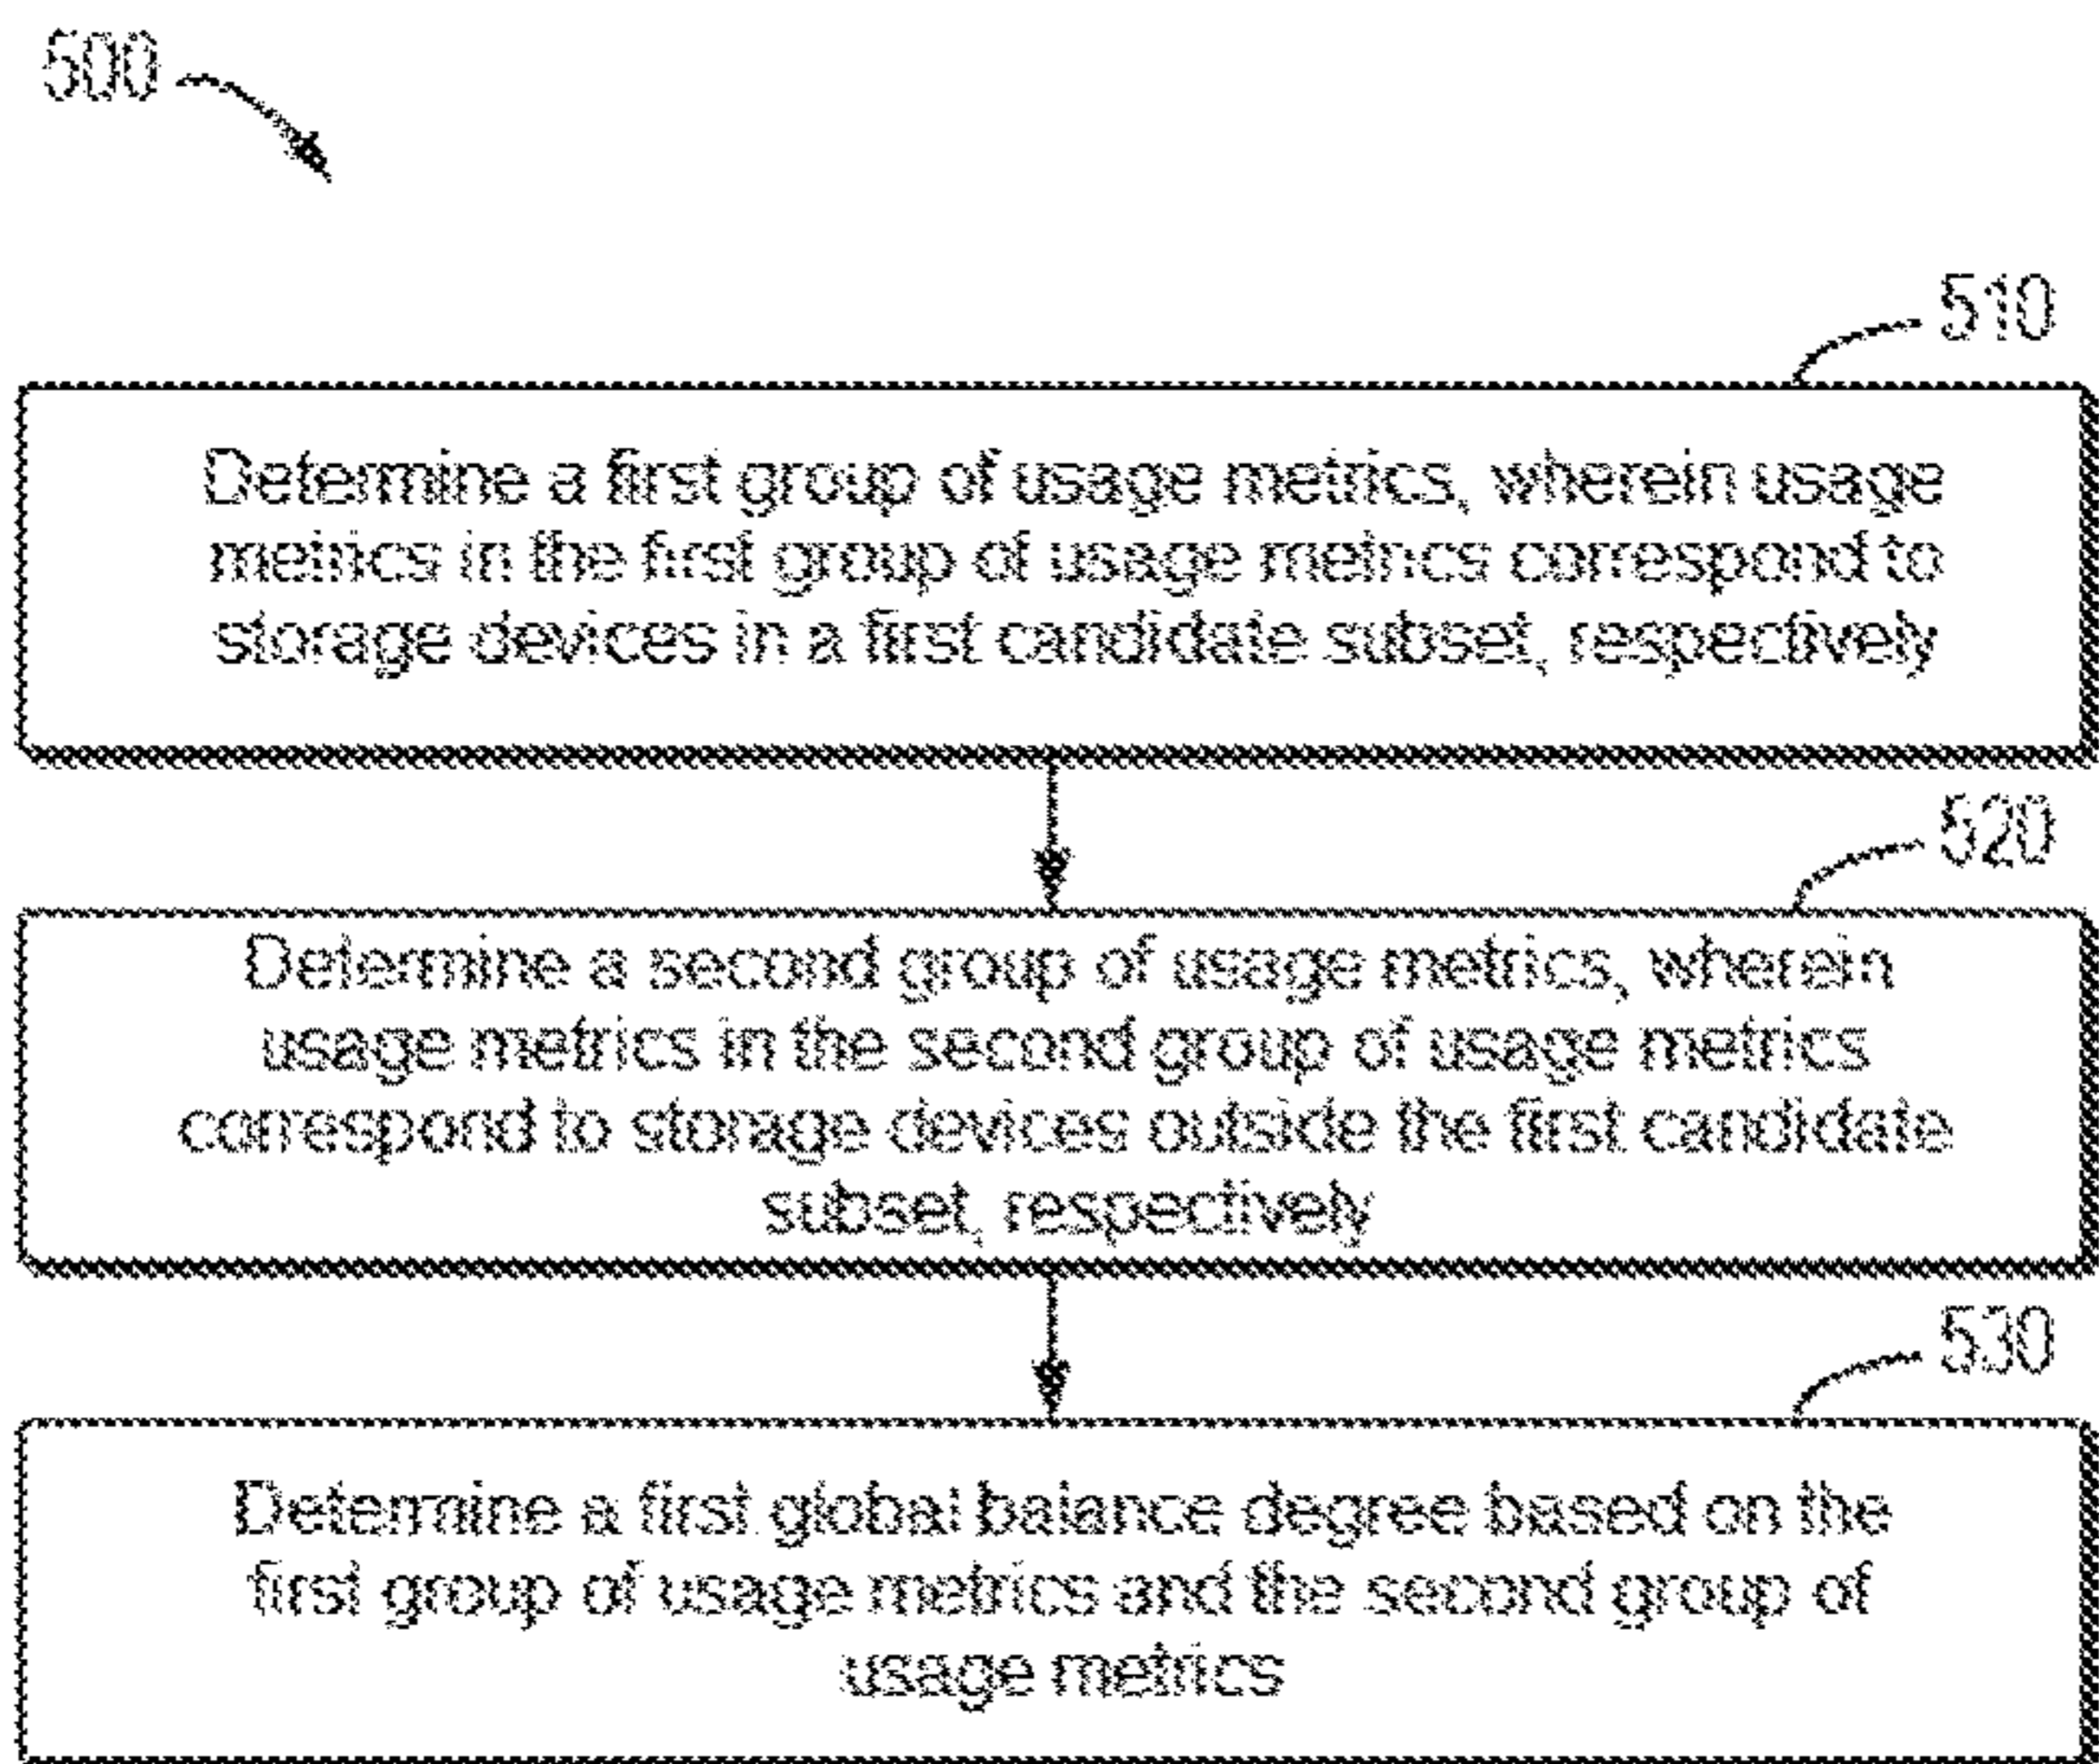 500
510
Determine a first group of usage metrics, wherein usage
metrics in the first group of usage metrics correspond to
storage devices in a first candidate subset, respectively
520
Determine a second group of usage metrics, wherein
usage metrics in the second group of usage metrics
correspond to storage devices outside the first candidate
subset, respectively
530
Determine a first global balance degree based on the
first group of usage metrics and the second group of
usage metrics